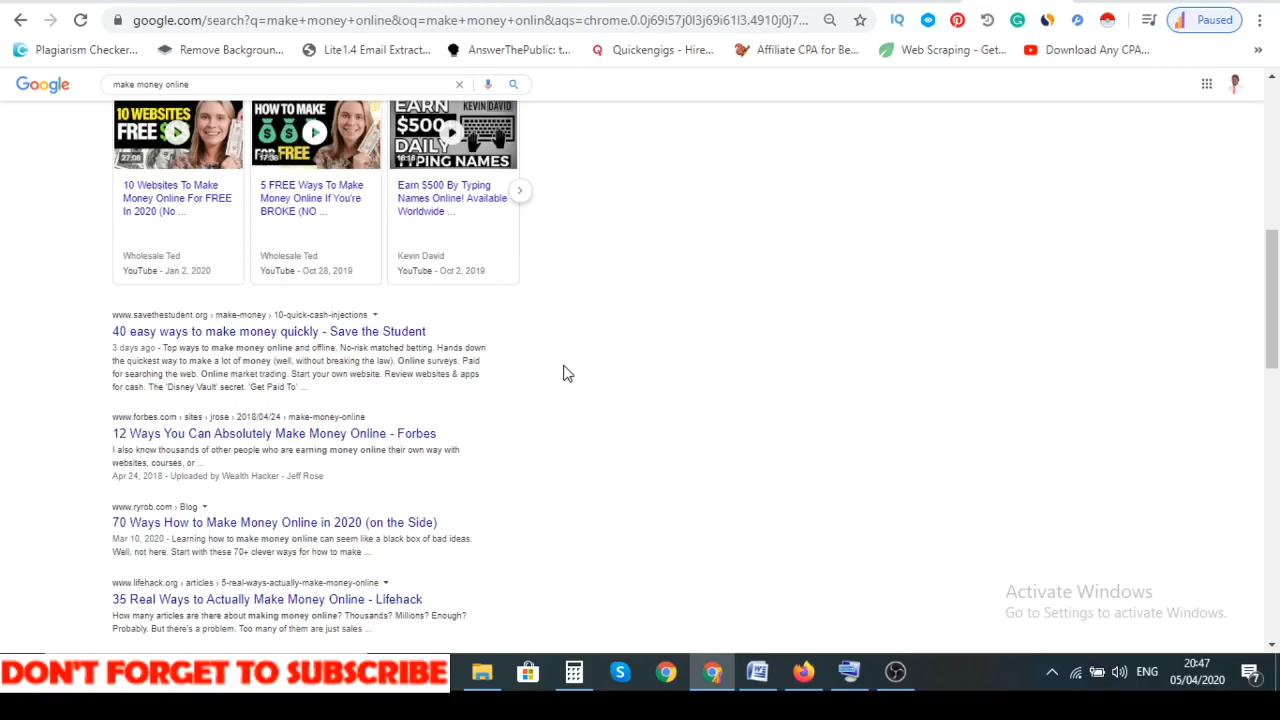 google.com/search?q=make+money+online&oq=make+money+onlin&aqs=chrome.0.0j69i57j0l3j69i61l3.4910j0j7...
Paused
Plagiarism Checker...
Remove Backgroun...
Lite1.4 Email Extract...
AnswerThePublic: t...
Quickengigs - Hire...
Affiliate CPA for Be...
Web Scraping - Get...
Download Any CPA...
»
Google
make money online
10 WEBSITES
FREE $
27:08
HOW TO MAKE
FOR FREE
17:38
EARN
KEVIN DAVID
$500
DAILY
TYPING NAMES
16:16
10 Websites To Make
Money Online For FREE
In 2020 (No ...
Wholesale Ted
YouTube - Jan 2, 2020
5 FREE Ways To Make
Money Online If You're
BROKE (NO ...
Wholesale Ted
YouTube - Oct 28, 2019
Earn $500 By Typing
Names Online! Available
Worldwide ...
Kevin David
YouTube - Oct 2, 2019
www.savethestudent.org › make-money › 10-quick-cash-injections
40 easy ways to make money quickly - Save the Student
3 days ago - Top ways to make money online and offline. No-risk matched betting. Hands down
the quickest way to make a lot of money (well, without breaking the law). Online surveys. Paid
for searching the web. Online market trading. Start your own website. Review websites & apps
for cash. The 'Disney Vault' secret. 'Get Paid To' ...
www.forbes.com › sites › jrose › 2018/04/24 › make-money-online
12 Ways You Can Absolutely Make Money Online - Forbes
I also know thousands of other people who are earning money online their own way with
websites, courses, or ...
Apr 24, 2018 - Uploaded by Wealth Hacker - Jeff Rose
www.ryrob.com › Blog
70 Ways How to Make Money Online in 2020 (on the Side)
Mar 10, 2020 - Learning how to make money online can seem like a black box of bad ideas.
Well, not here. Start with these 70+ clever ways for how to make ...
www.lifehack.org › articles › 5-real-ways-actually-make-money-online
35 Real Ways to Actually Make Money Online - Lifehack
How many articles are there about making money online? Thousands? Millions? Enough?
Probably. But there's a problem. Too many of them are just sales ...
Activate Windows
Go to Settings to activate Windows.
DON'T FORGET TO SUBSCRIBE
ENG
20:47
05/04/2020
7